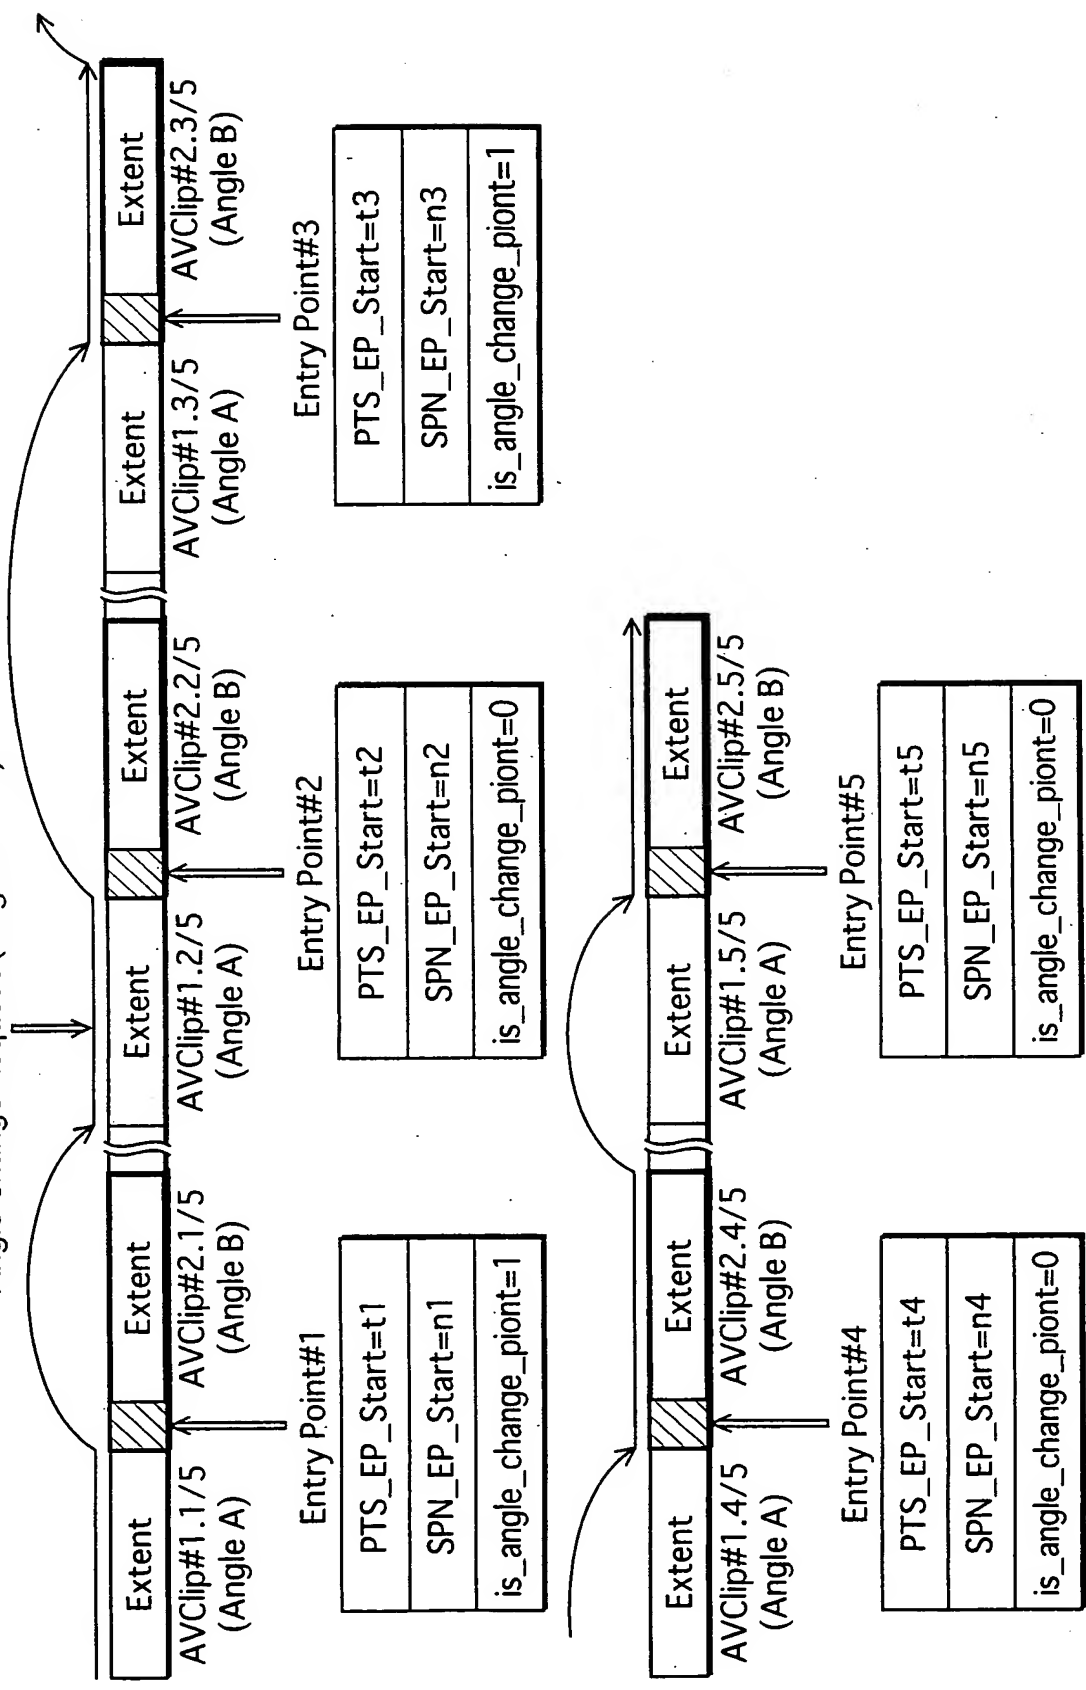 Extent
Extent
Extent
Extent
Extent
Extent
AVClip#1.1/5
(Angle A)
AVClip#2.1/5
(Angle B)
AVClip#1.2/5
(Angle A)
AVClip#2.2/5
(Angle B)
AVClip#1.3/5
(Angle A)
AVClip#2.3/5
(Angle B)
Entry Point#1
PTS_EP_Start=t1
SPN_EP_Start=n1
is_angle_change_piont=1
Entry Point#2
PTS_EP_Start=t2
SPN_EP_Start=n2
is_angle_change_piont=0
Entry Point#3
PTS_EP_Start=t3
SPN_EP_Start=n3
is_angle_change_piont=1
Extent
Extent
Extent
Extent
AVClip#1.4/5
(Angle A)
AVClip#2.4/5
(Angle B)
AVClip#1.5/5
(Angle A)
AVClip#2.5/5
(Angle B)
Entry Point#4
PTS_EP_Start=t4
SPN_EP_Start=n4
is_angle_change_piont=0
Entry Point#5
PTS_EP_Start=t5
SPN_EP_Start=n5
is_angle_change_piont=0